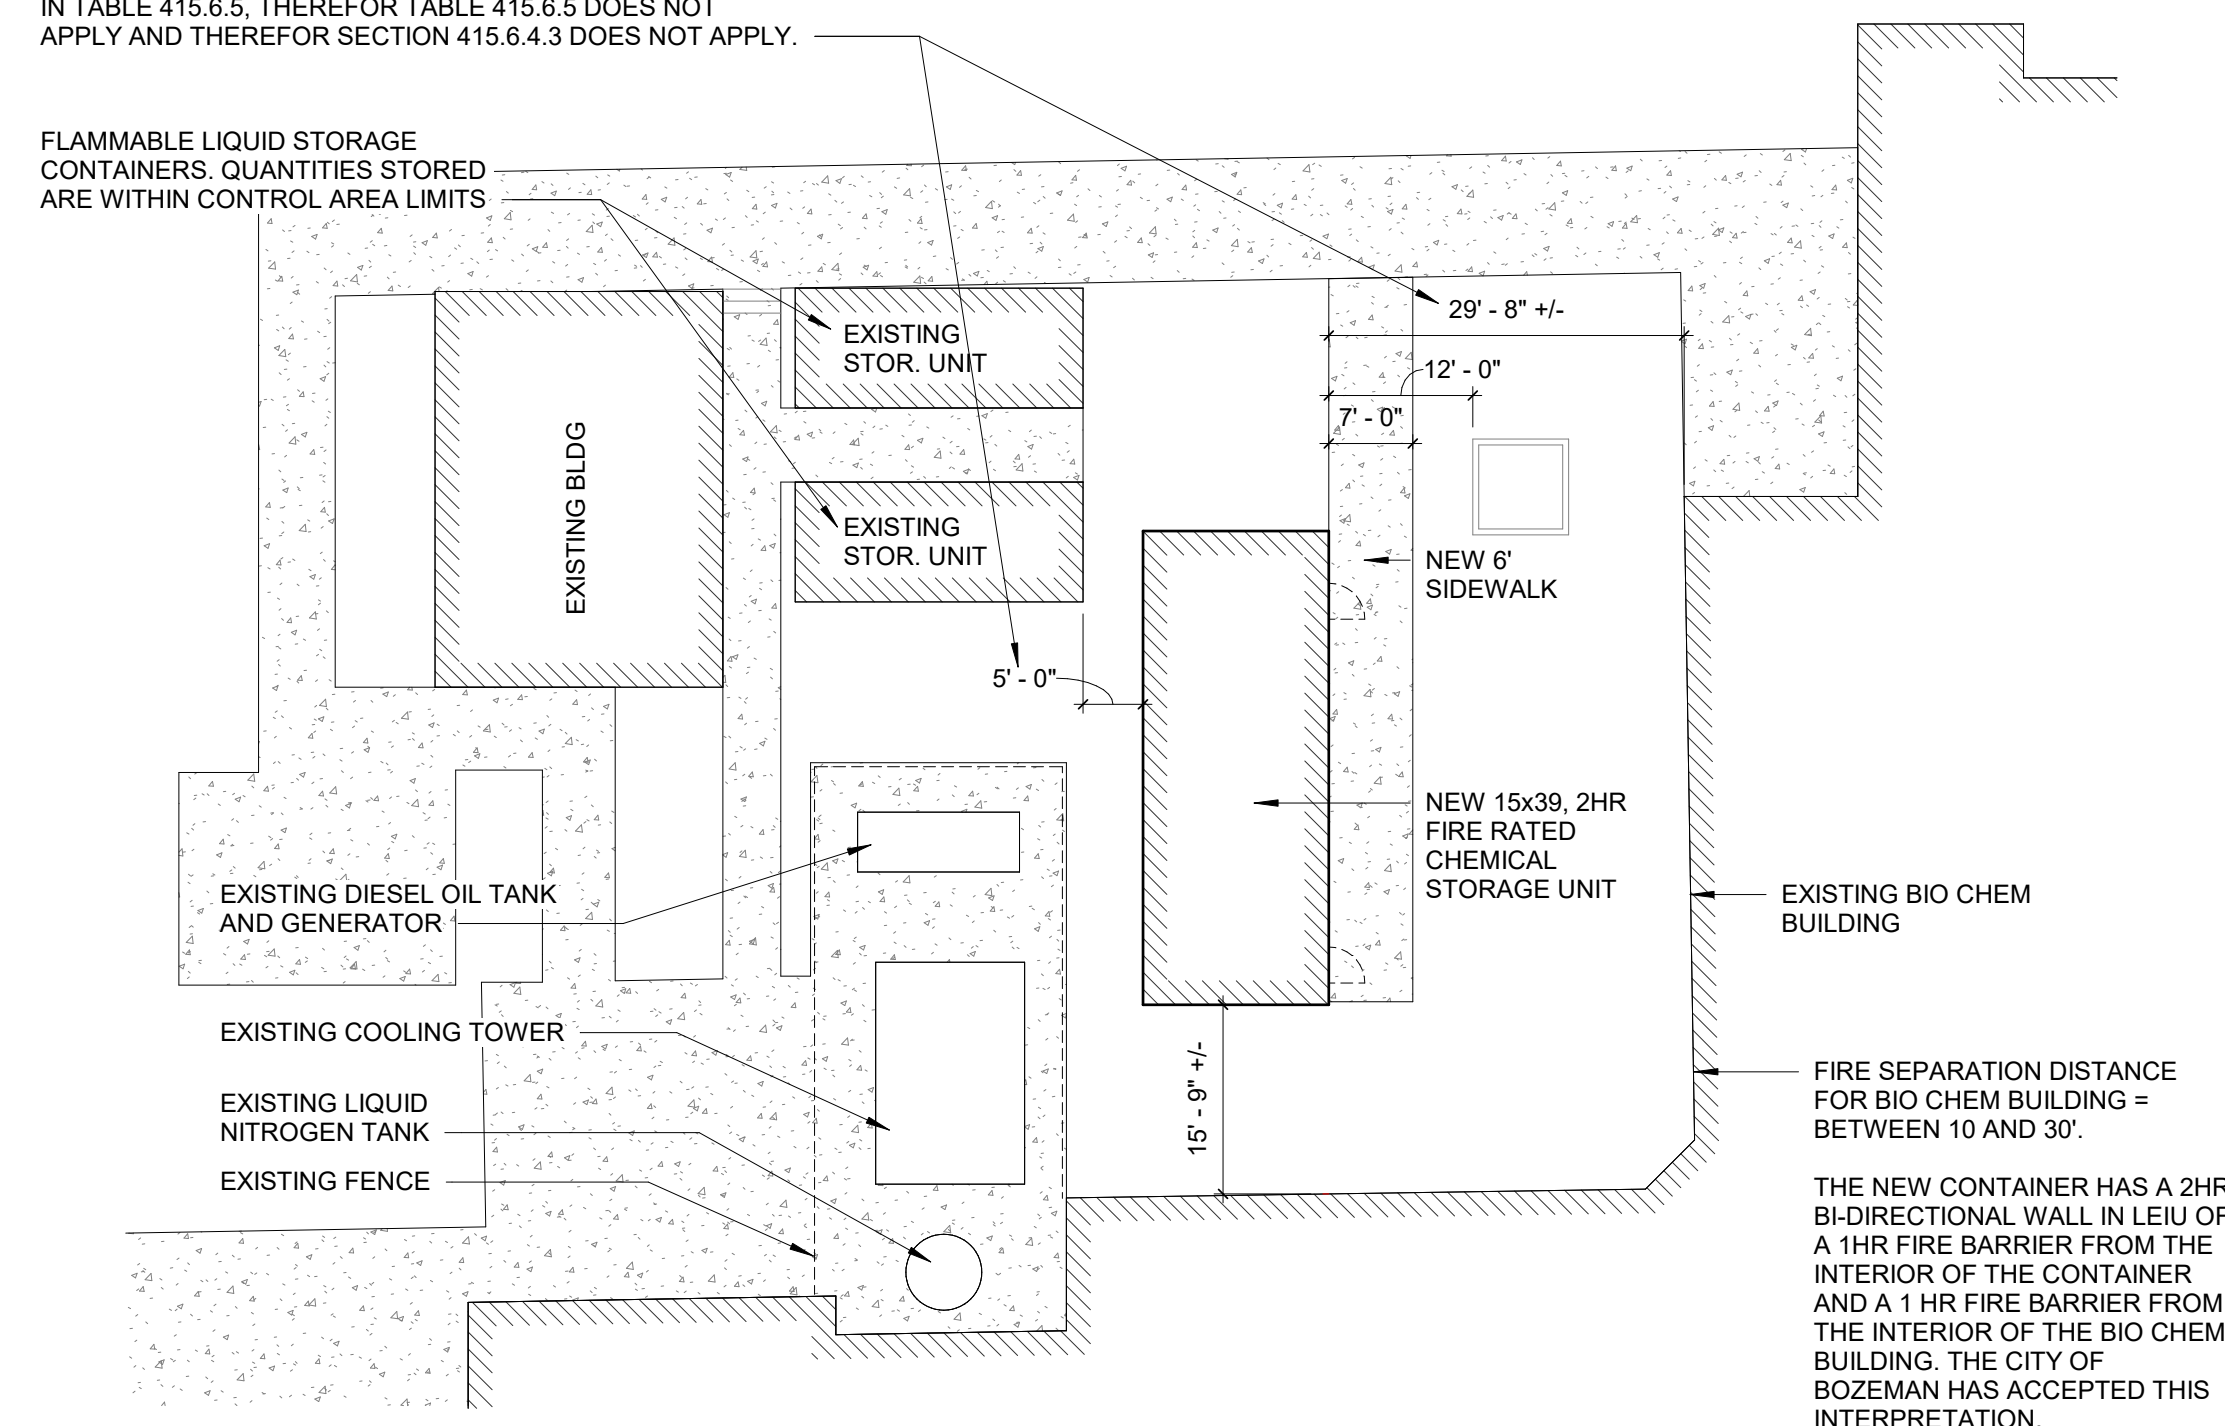 IN TABLE 415.6.5, THEREFOR TABLE 415.6.5 DOES NOT
APPLY AND THEREFOR SECTION 415.6.4.3 DOES NOT APPLY.
FLAMMABLE LIQUID STORAGE
CONTAINERS. QUANTITIES STORED
ARE WITHIN CONTROL AREA LIMITS
EXISTING
STOR. UNIT
29' - 8" +/-
12' - 0"
7' - 0"
EXISTING BLDG
EXISTING
STOR. UNIT
NEW 6'
SIDEWALK
5' - 0"
NEW 15x39, 2HR
FIRE RATED
CHEMICAL
STORAGE UNIT
EXISTING DIESEL OIL TANK
AND GENERATOR
EXISTING BIO CHEM
BUILDING
EXISTING COOLING TOWER
15' - 9" +/-
EXISTING LIQUID
NITROGEN TANK
EXISTING FENCE
FIRE SEPARATION DISTANCE
FOR BIO CHEM BUILDING =
BETWEEN 10 AND 30'.
THE NEW CONTAINER HAS A 2HR
BI-DIRECTIONAL WALL IN LEIU OF
A 1HR FIRE BARRIER FROM THE
INTERIOR OF THE CONTAINER
AND A 1 HR FIRE BARRIER FROM
THE INTERIOR OF THE BIO CHEM
BUILDING. THE CITY OF
BOZEMAN HAS ACCEPTED THIS
INTERPRETATION.